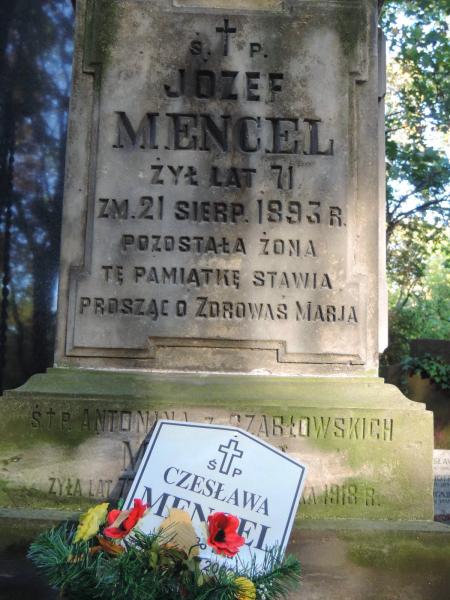 Ś. P.
JÓZEF
MENCEL
ŻYŁ LAT 71
ZM. 21 SIERP. 1893 R.
POZOSTAŁA ŻONA
TĘ PAMIĄTKĘ STAWIA
PROSZĄC O ZDROWAŚ MARJA
Ś P. ANTONINA Z SZABŁOWSKICH
ŻYŁA LAT
1918 R.
Ś P
CZESŁAWA
MENCEL